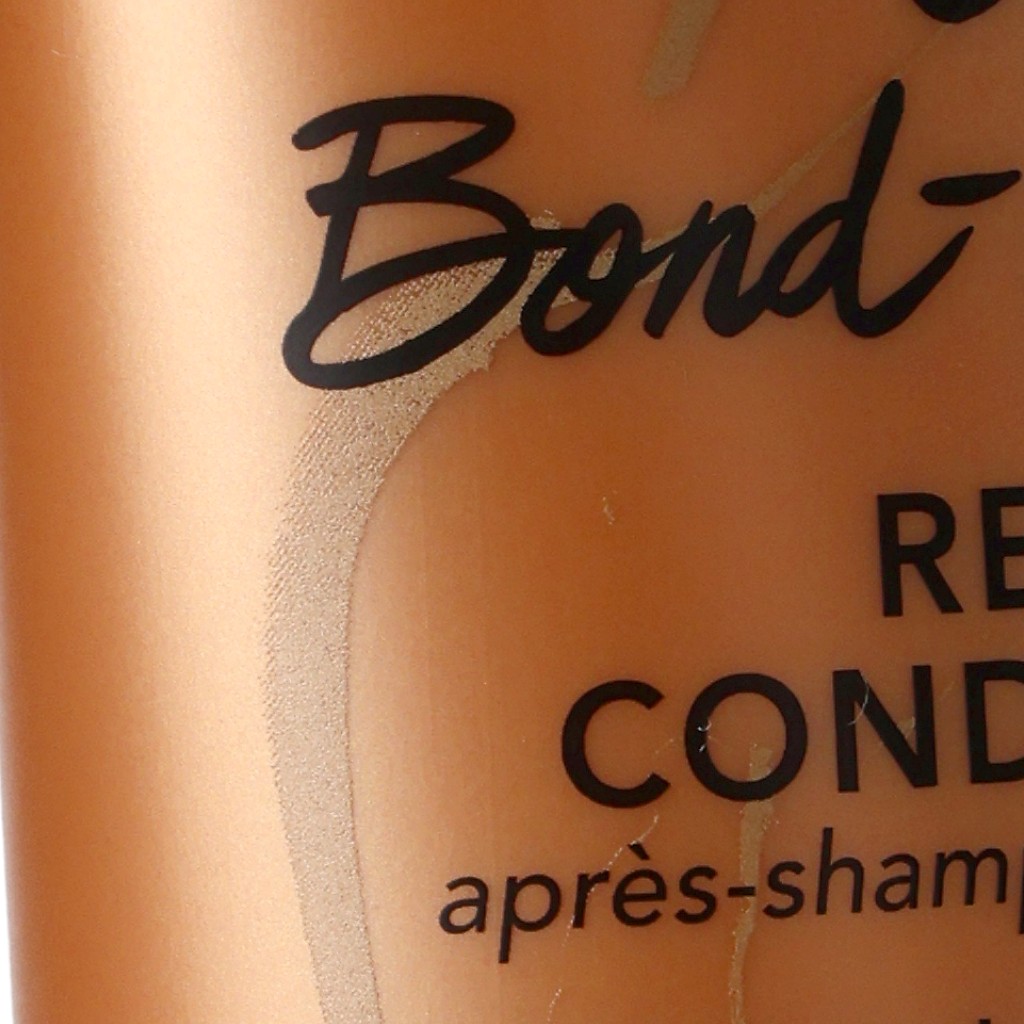 Bond-
RE
COND
après-shamp